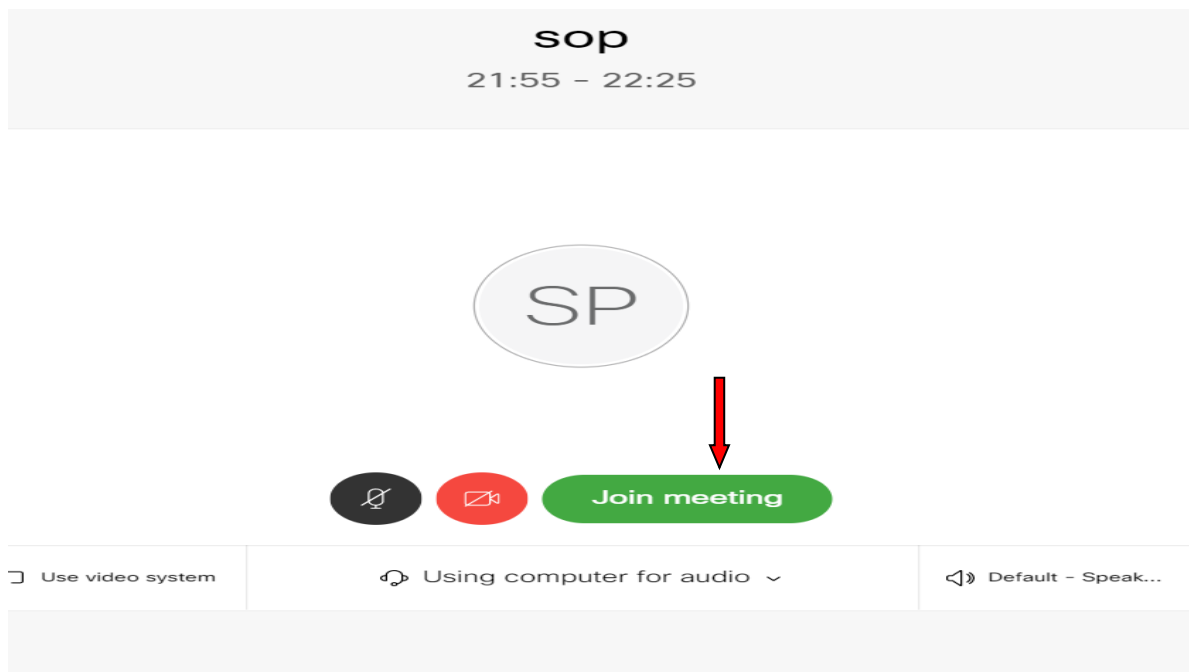 sop
21:55 - 22:25
SP
Join meeting
Use video system
Using computer for audio
Default - Speak...